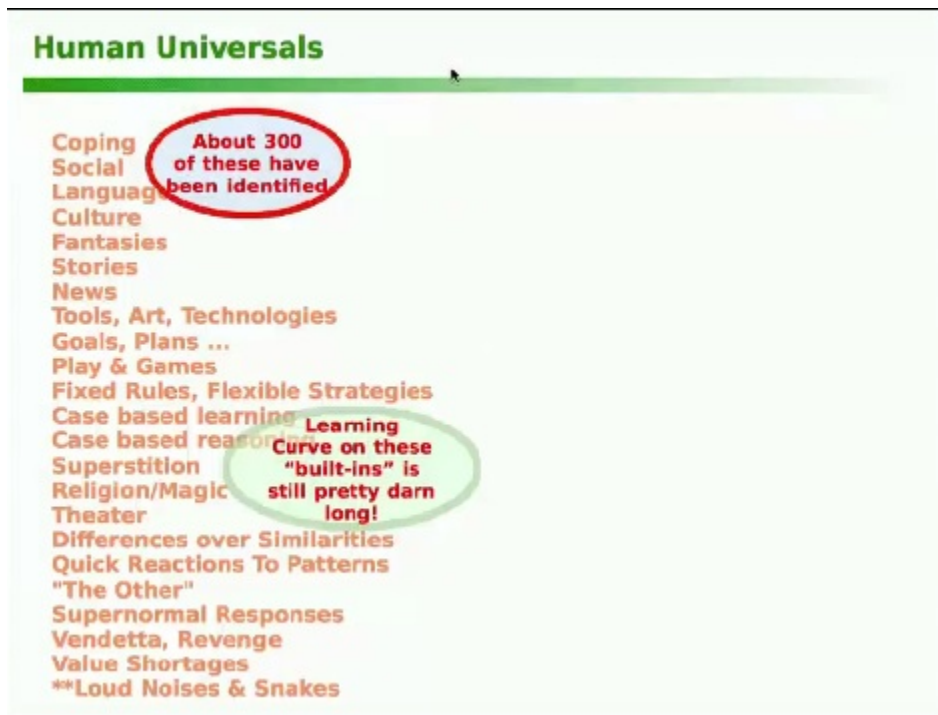 Human Universals
Coping
Social
Language
Culture
Fantasies
Stories
News
Tools, Art, Technologies
Goals, Plans ...
Play & Games
Fixed Rules, Flexible Strategies
Case based learning
Case based reasoning
Superstition
Religion/Magic
Theater
Differences over Similarities
Quick Reactions To Patterns
"The Other"
Supernormal Responses
Vendetta, Revenge
Value Shortages
**Loud Noises & Snakes
About 300
of these have
been identified
Learning
Curve on these
“built-ins” is
still pretty darn
long!